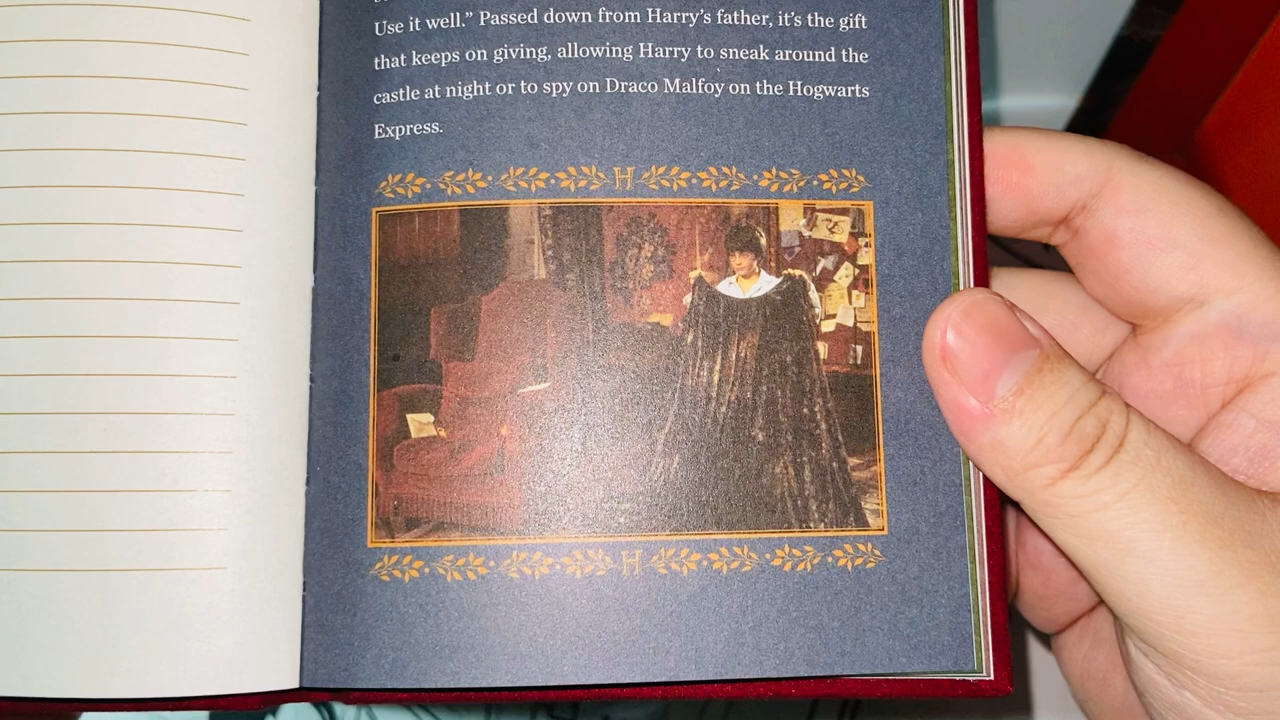 Use it well.” Passed down from Harry’s father, it’s the gift
that keeps on giving, allowing Harry to sneak around the
castle at night or to spy on Draco Malfoy on the Hogwarts
Express.
H
H